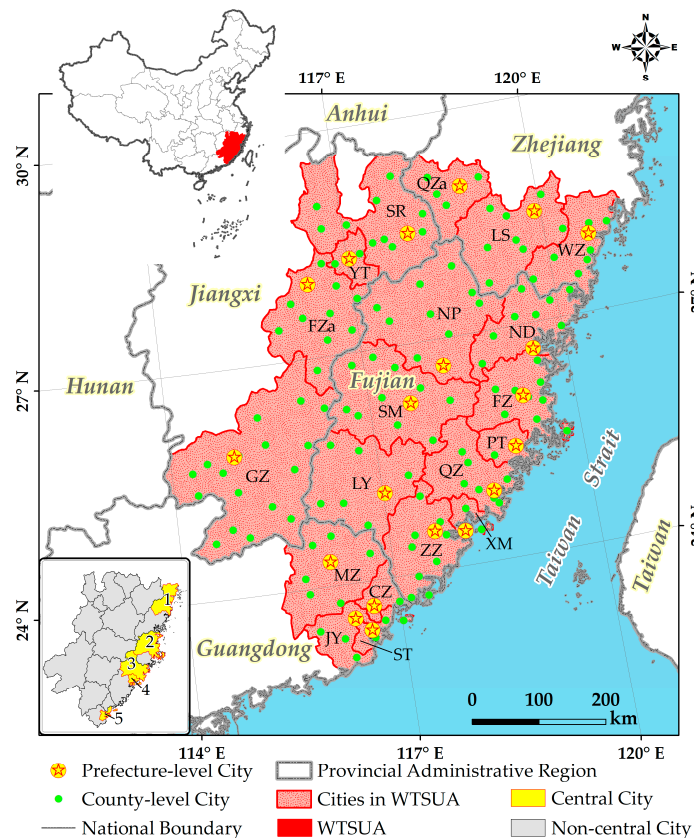 N
W E
S
117° E 120° E
Anhui
Zhejiang
30° N
QZa
SR
LS
WZ
YT
Jiangxi
27° N
NP
FZa
ND
Hunan
27° N
Fujian
FZ
SM
PT
GZ
QZ
LY
Strait
24° N
XM
ZZ
Taiwan
Taiwan
MZ
CZ
1
2
3
4
5
24° N
JY
Guangdong
ST
0 100 200
km
114° E 117° E 120° E
Prefecture-level City Provincial Administrative Region
County-level City Cities in WTSUA Central City
National Boundary WTSUA Non-central City